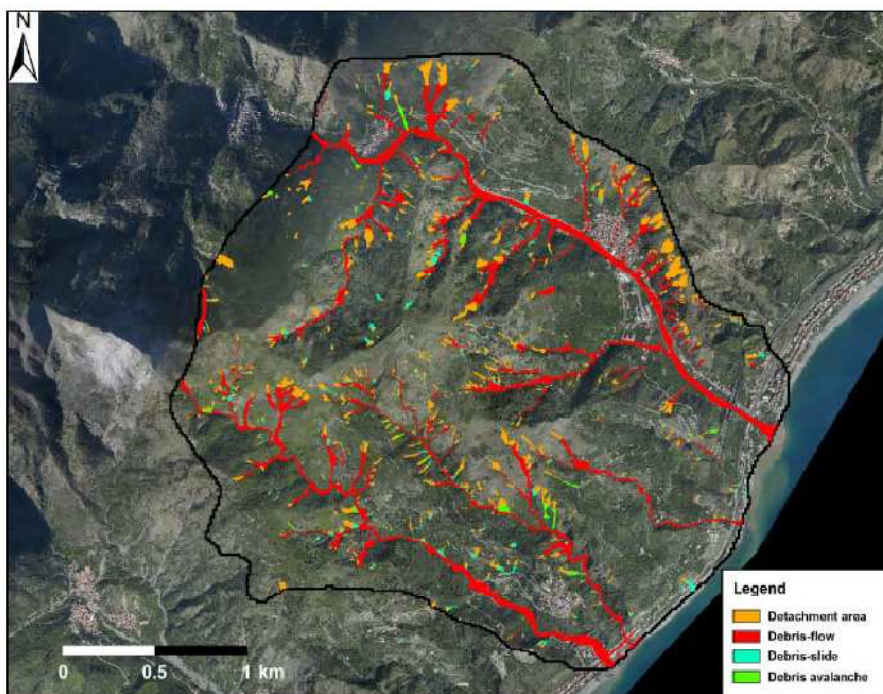 N
Legend
Detachment area
Debris-flow
Debris-slide
Debris avalanche
0 0.5 1 km